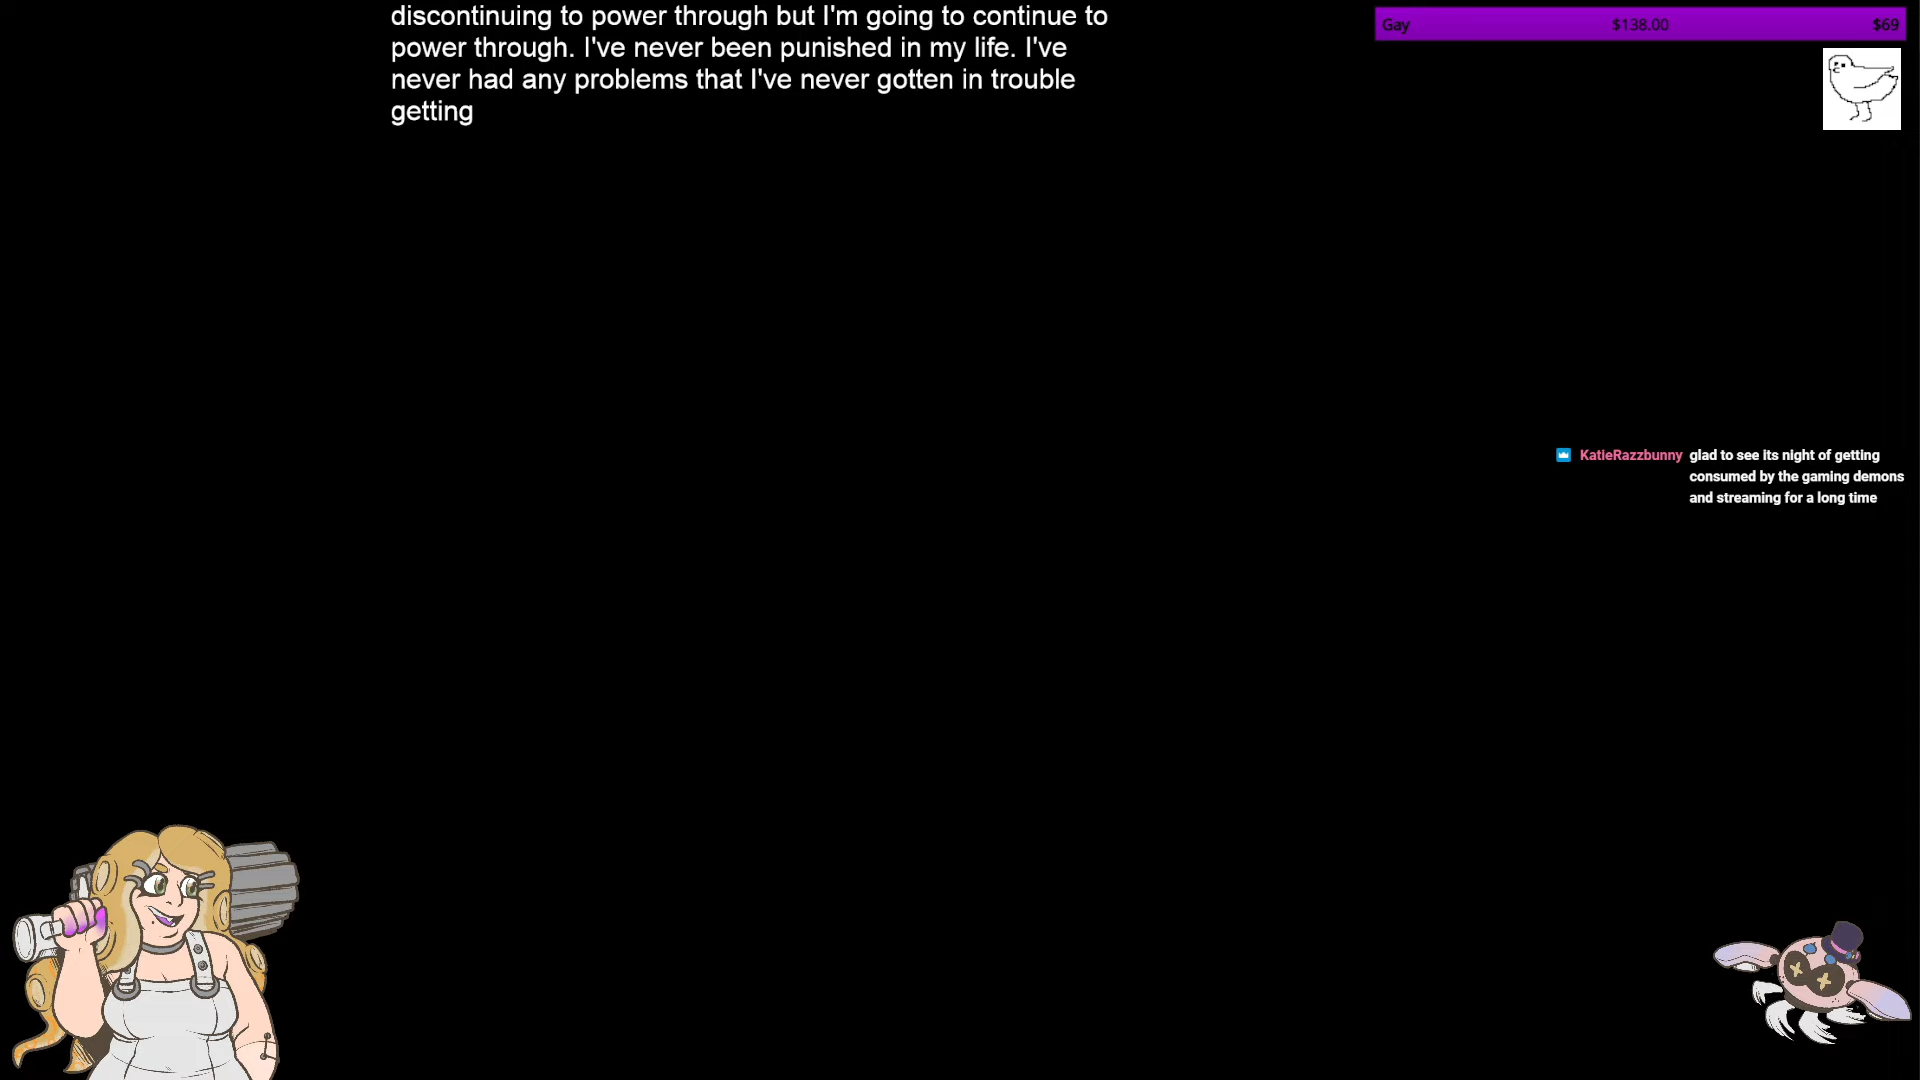 discontinuing to power through but I'm going to continue to
power through. I've never been punished in my life. I've
never had any problems that I've never gotten in trouble
getting
Gay $138.00 $69
KatieRazzbunny glad to see its night of getting
consumed by the gaming demons
and streaming for a long time